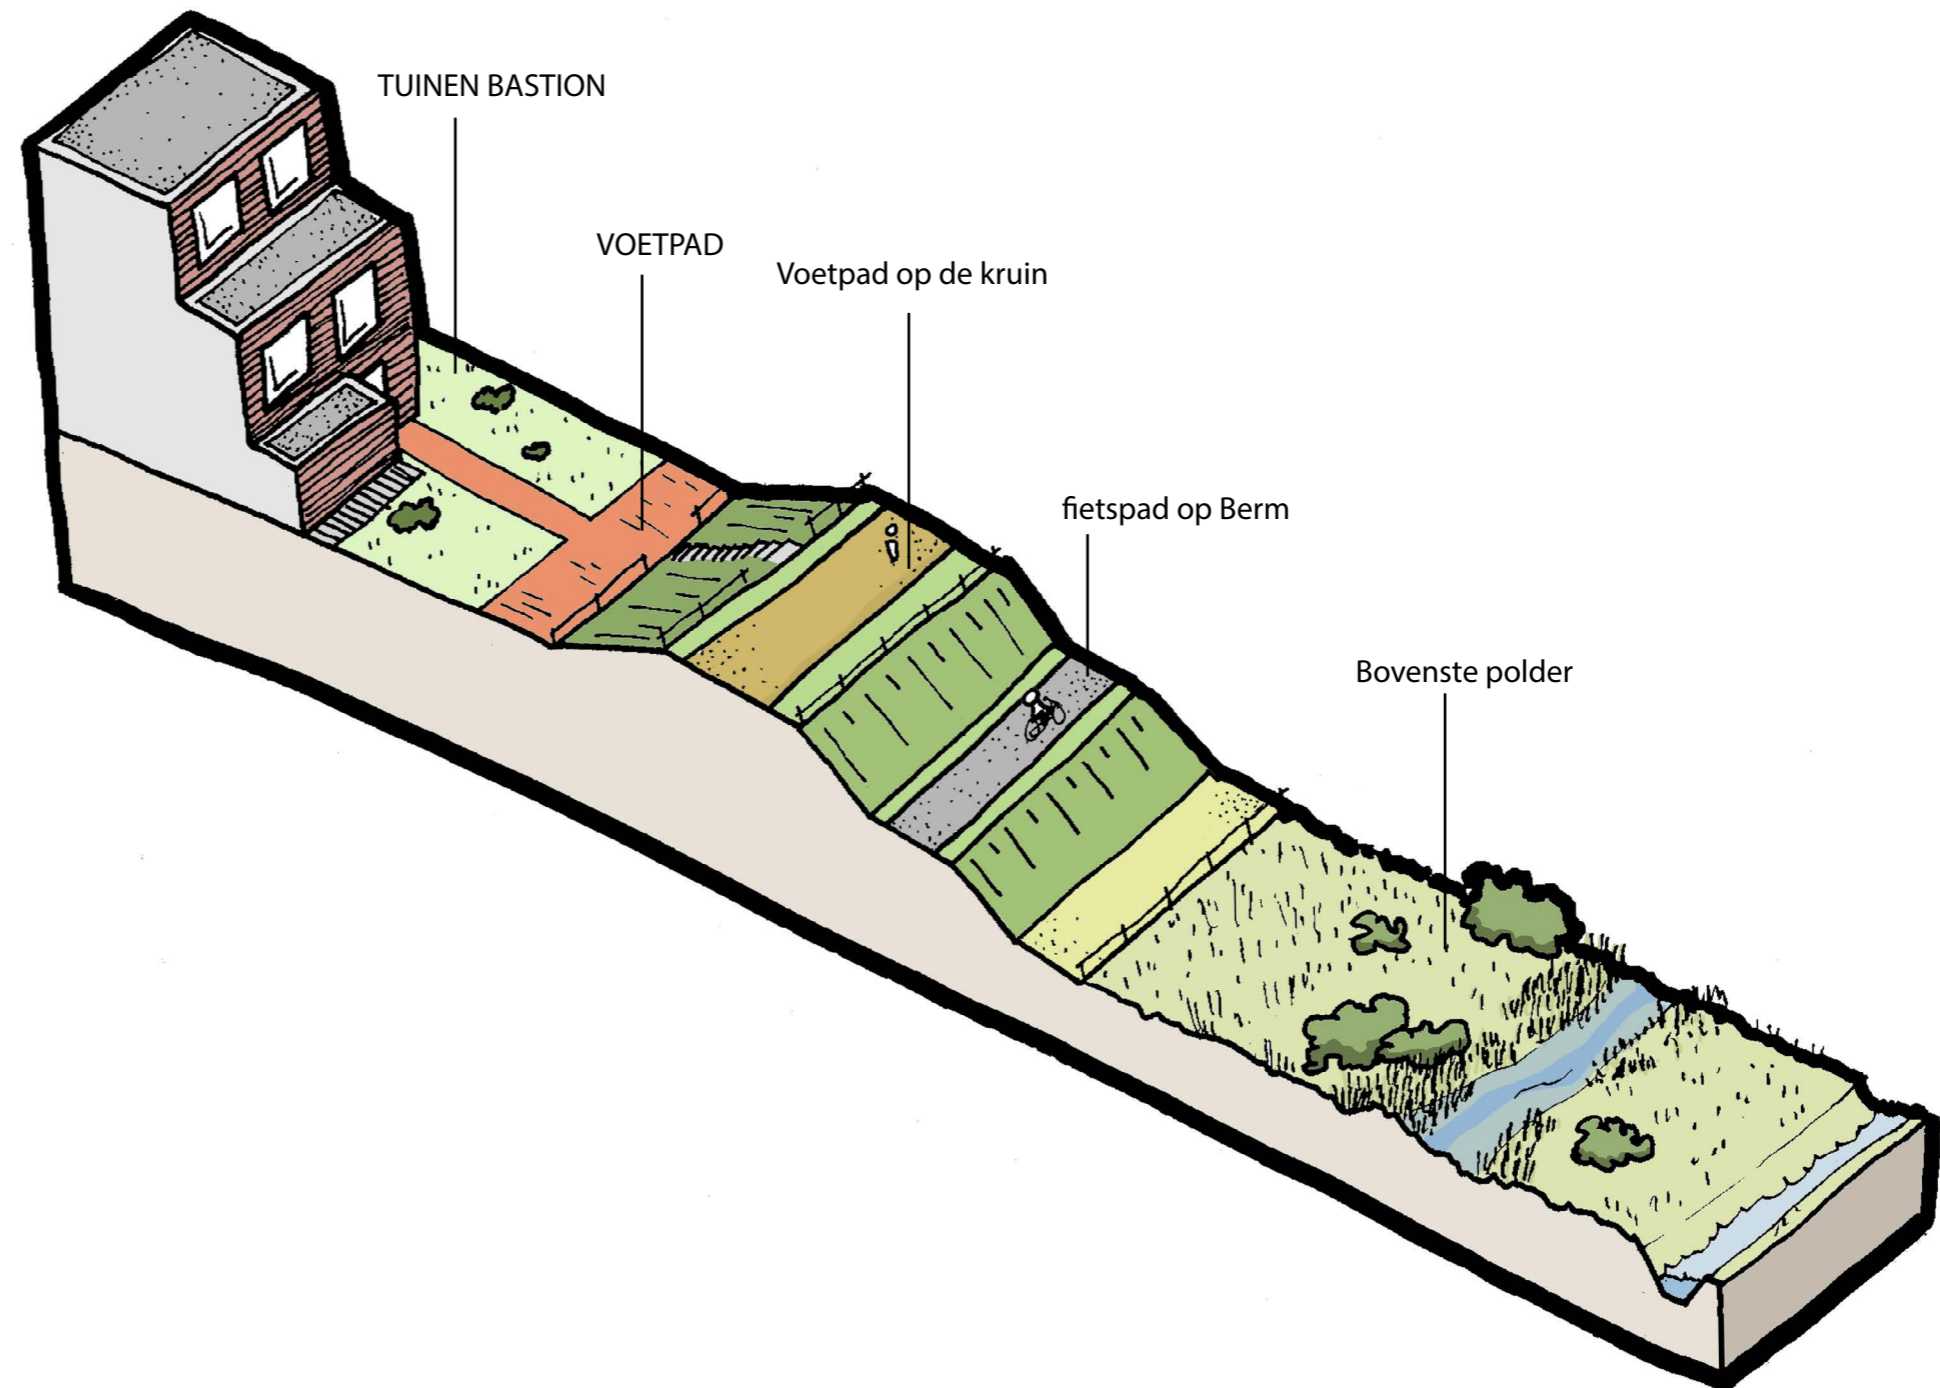 TUINEN BASTION
VOETPAD
Voetpad op de kruin
fietspad op Berm
Bovenste polder